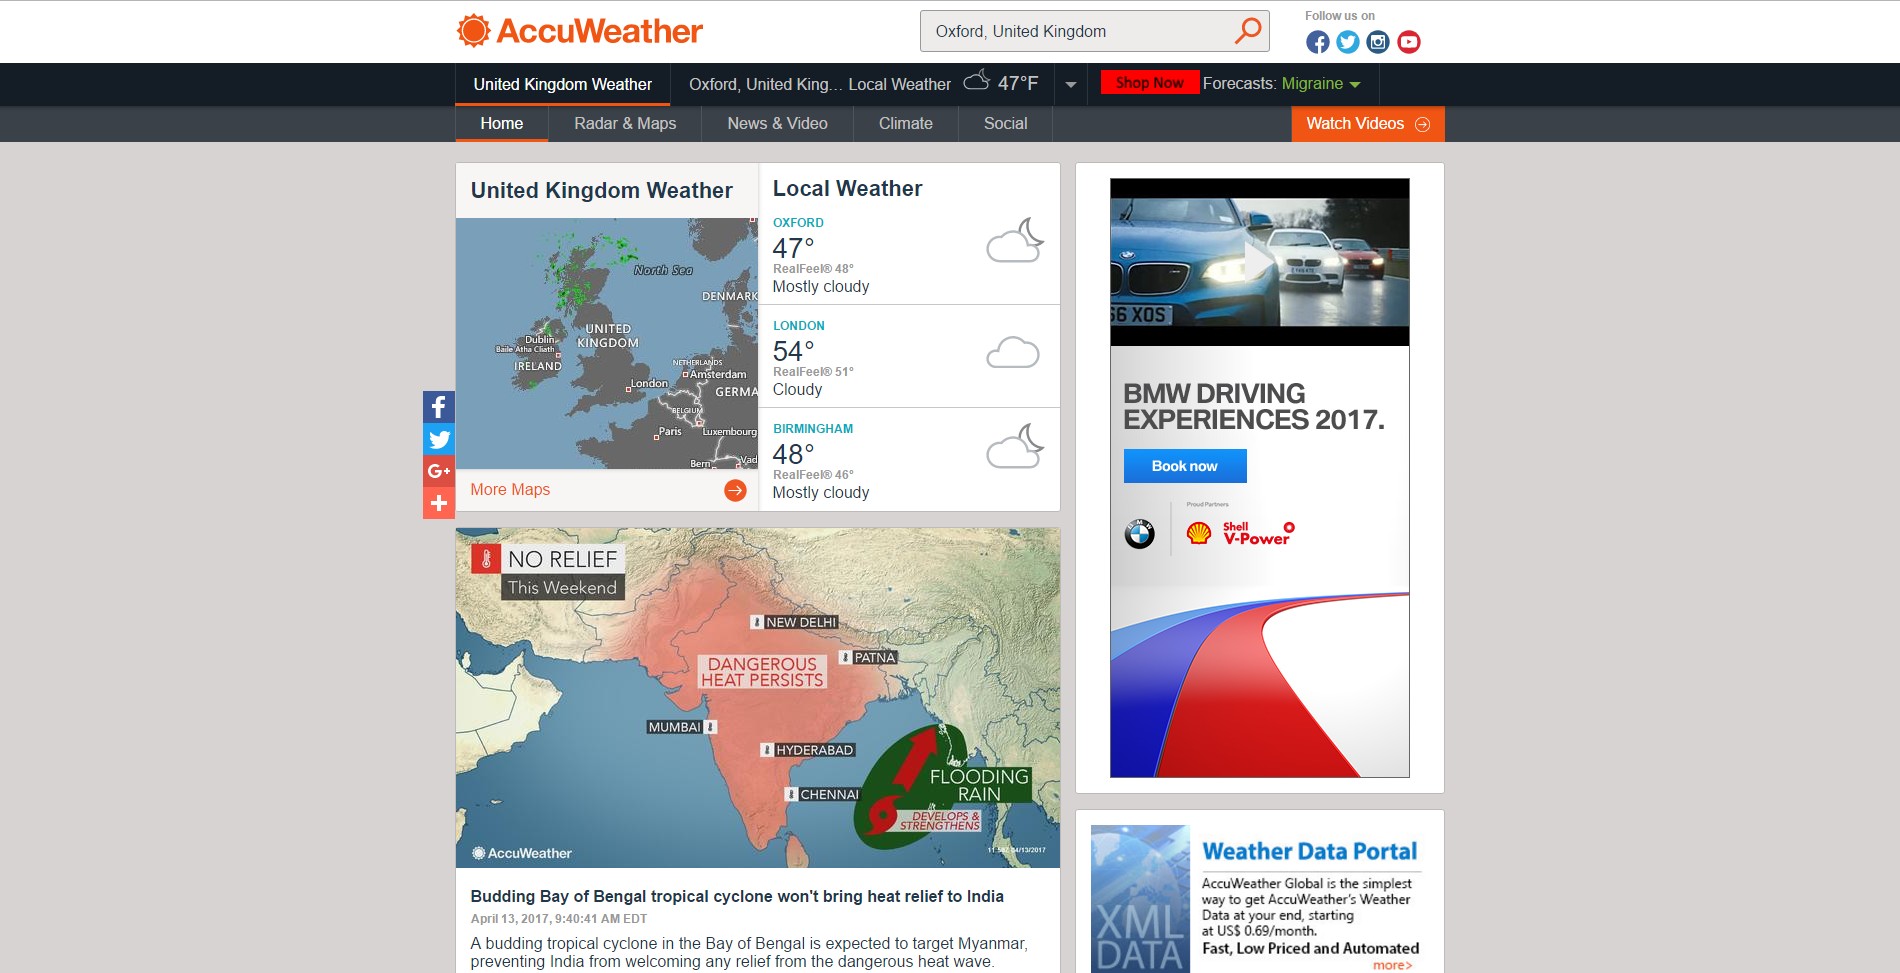 AccuWeather
Oxford, United Kingdom
Follow us on
United Kingdom Weather
Oxford, United King... Local Weather 47°F
Shop Now
Forecasts: Migraine
Home
Radar & Maps
News & Video
Climate
Social
Watch Videos
United Kingdom Weather
North Sea
DENMARK
UNITED
KINGDOM
Dublin
Baile Átha Cliath
IRELAND
NETHERLANDS
Amsterdam
London
GERMA
BELGIUM
Paris
Luxembourg
Bern
Vad
More Maps
Local Weather
OXFORD
47°
RealFeel® 48°
Mostly cloudy
LONDON
54°
RealFeel® 51°
Cloudy
BIRMINGHAM
48°
RealFeel® 46°
Mostly cloudy
G+
NO RELIEF
This Weekend
NEW DELHI
PATNA
DANGEROUS
HEAT PERSISTS
MUMBAI
HYDERABAD
CHENNAI
FLOODING
RAIN
DEVELOPS &
STRENGTHENS
AccuWeather
Budding Bay of Bengal tropical cyclone won't bring heat relief to India
April 13, 2017, 9:40:41 AM EDT
A budding tropical cyclone in the Bay of Bengal is expected to target Myanmar,
preventing India from welcoming any relief from the dangerous heat wave.
66 XOS
BMW DRIVING
EXPERIENCES 2017.
Book now
Proud Partners
BMW
Shell
V-Power
Weather Data Portal
AccuWeather Global is the simplest
way to get AccuWeather's Weather
Data at your end, starting
at US$ 0.69/month.
Fast, Low Priced and Automated
more>
XML
DATA